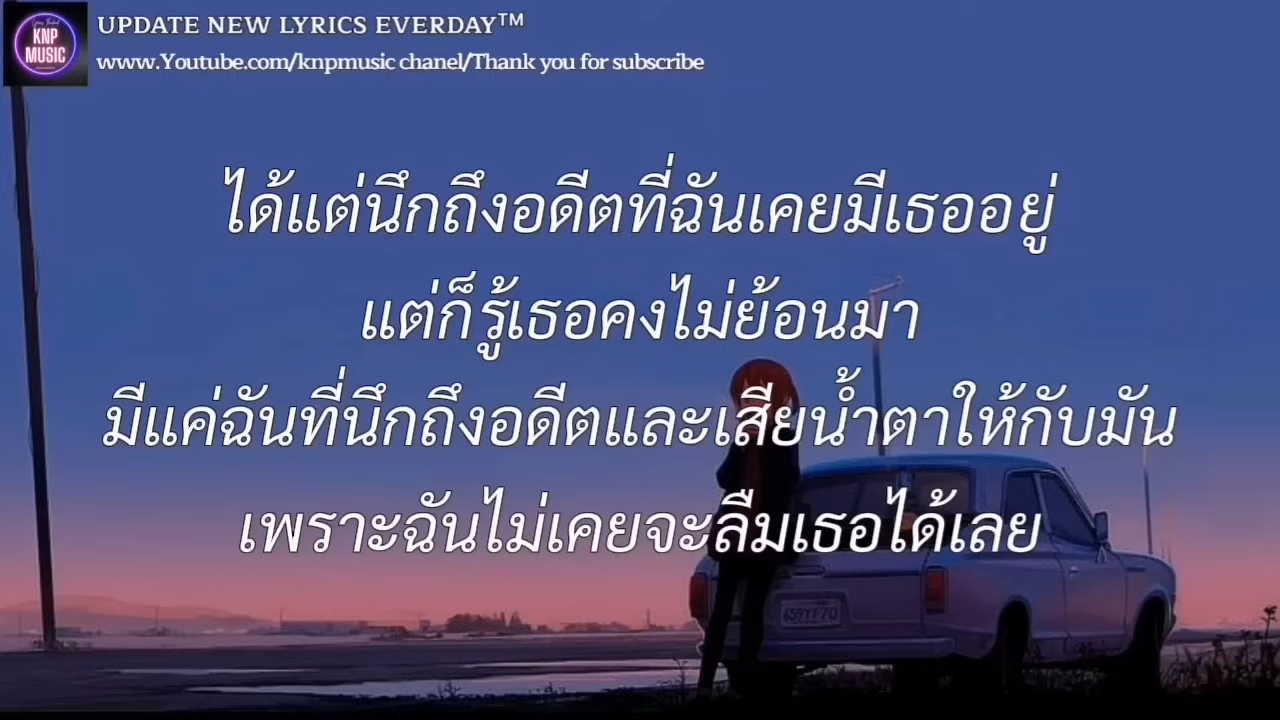 KNP
MUSIC
UPDATE NEW LYRICS EVERDAY™
www.Youtube.com/knpmusic chanel/Thank you for subscribe
ได้แต่นึกถึงอดีตที่ฉันเคยมีเธออยู่
แต่ก็รู้เธอคงไม่ย้อนมา
มีแค่ฉันที่นึกถึงอดีตและเสียน้ำตาให้กับมัน
เพราะฉันไม่เคยจะลืมเธอได้เลย